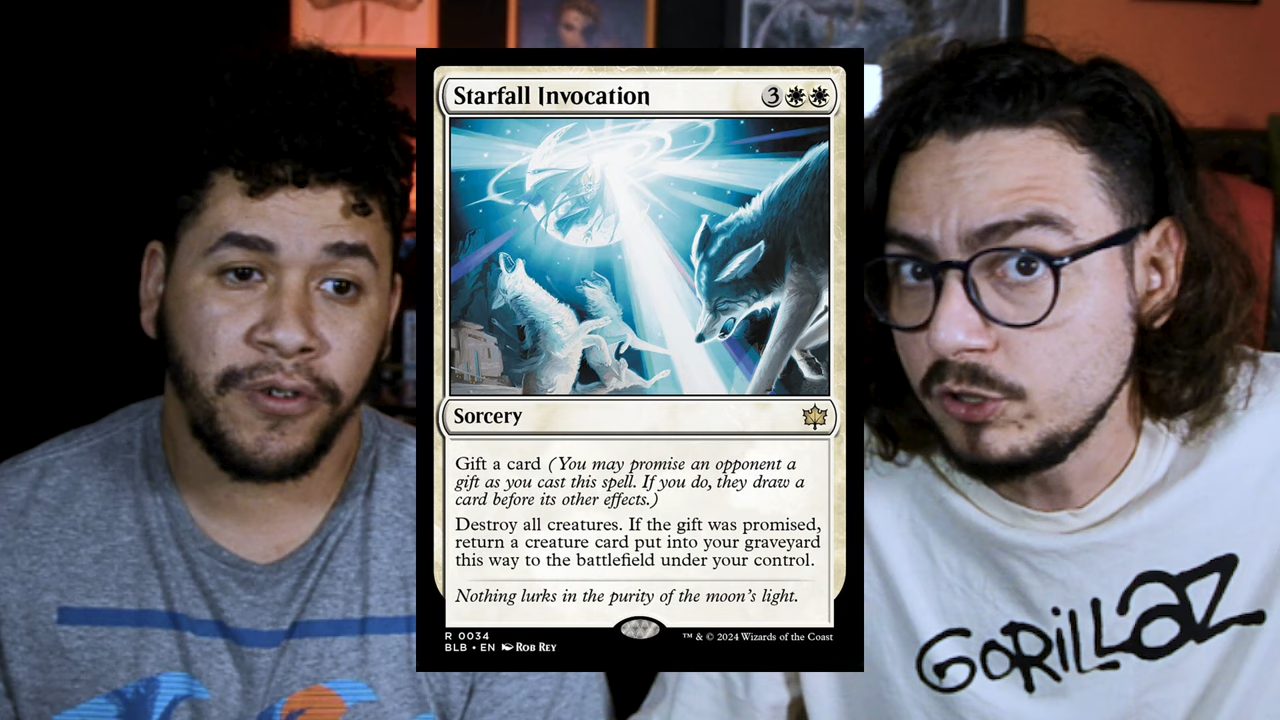 Starfall Invocation 3
Sorcery
Gift a card (You may promise an opponent a
gift as you cast this spell. If you do, they draw a
card before its other effects.)
Destroy all creatures. If the gift was promised,
return a creature card put into your graveyard
this way to the battlefield under your control.
Nothing lurks in the purity of the moon's light.
R 0034
BLB • EN Rob Rey
™ & © 2024 Wizards of the Coast
GORILLAZ